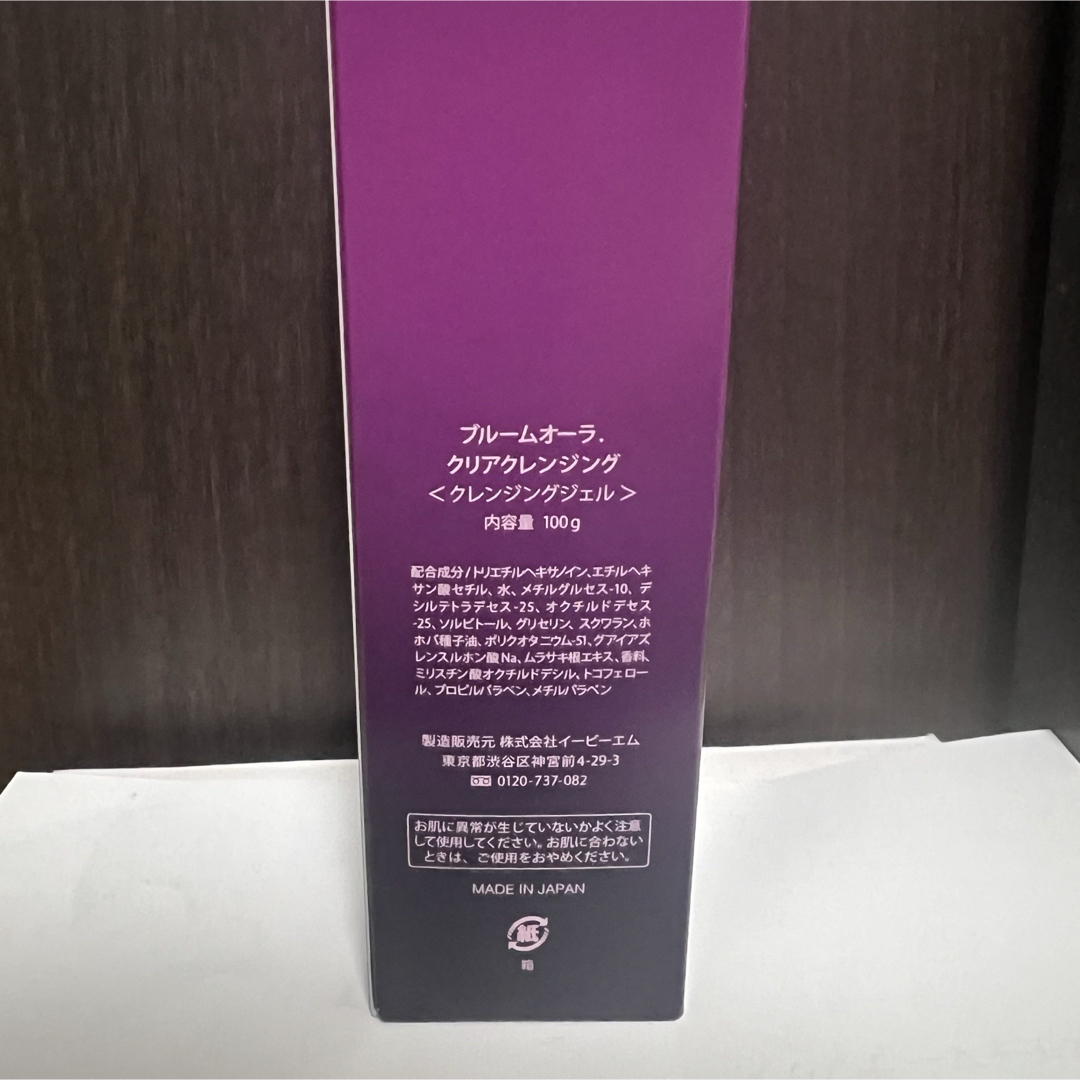 ブルームオーラ.
クリアクレンジング
＜クレンジングジェル＞
内容量 100g
配合成分/トリエチルヘキサノイン、エチルヘキ
サン酸セチル、水、メチルグルセス-10、デ
シルテトラデセス-25、オクチルドデセス
-25、ソルビトール、グリセリン、スクワラン、ホ
ホバ種子油、ポリクオタニウム-51、グアイアズ
レンスルホン酸Na、ムラサキ根エキス、香料、
ミリスチン酸オクチルドデシル、トコフェロー
ル、プロピルパラベン、メチルパラベン
製造販売元 株式会社イービーエム
東京都渋谷区神宮前4-29-3
0120-737-082
お肌に異常が生じていないかよく注意
して使用してください。お肌に合わない
ときは、ご使用をおやめください。
MADE IN JAPAN
紙
箱